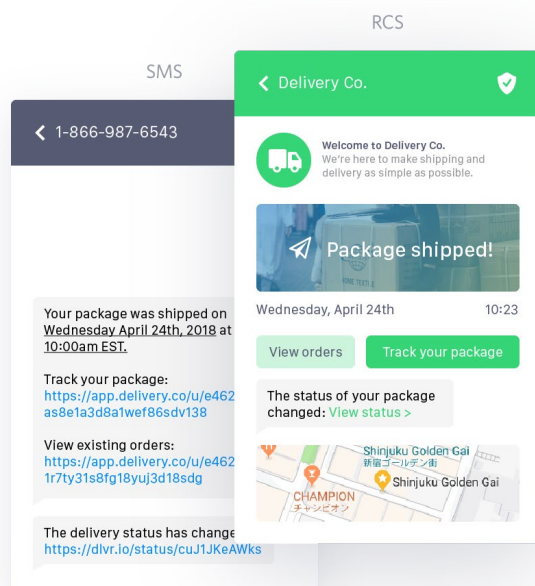 RCS
SMS
Delivery Co.
1-866-987-6543
Welcome to Delivery Co.
We're here to make shipping and
delivery as simple as possible.
Package shipped!
Wednesday, April 24th 10:23
View orders
Track your package
The status of your package
changed: View status >
Shinjuku Golden Gai
新宿ゴールデン街
Shinjuku Golden Gai
CHAMPION
チャンピオン
Your package was shipped on
Wednesday April 24th, 2018 at
10:00am EST.
Track your package:
https://app.delivery.co/u/e462
as8e1a3d8a1wef86sdv138
View existing orders:
https://app.delivery.co/u/e462
1r7ty31s8fg18yuj3d18sdg
The delivery status has change
https://dlvr.io/status/cuJ1JKeAWks